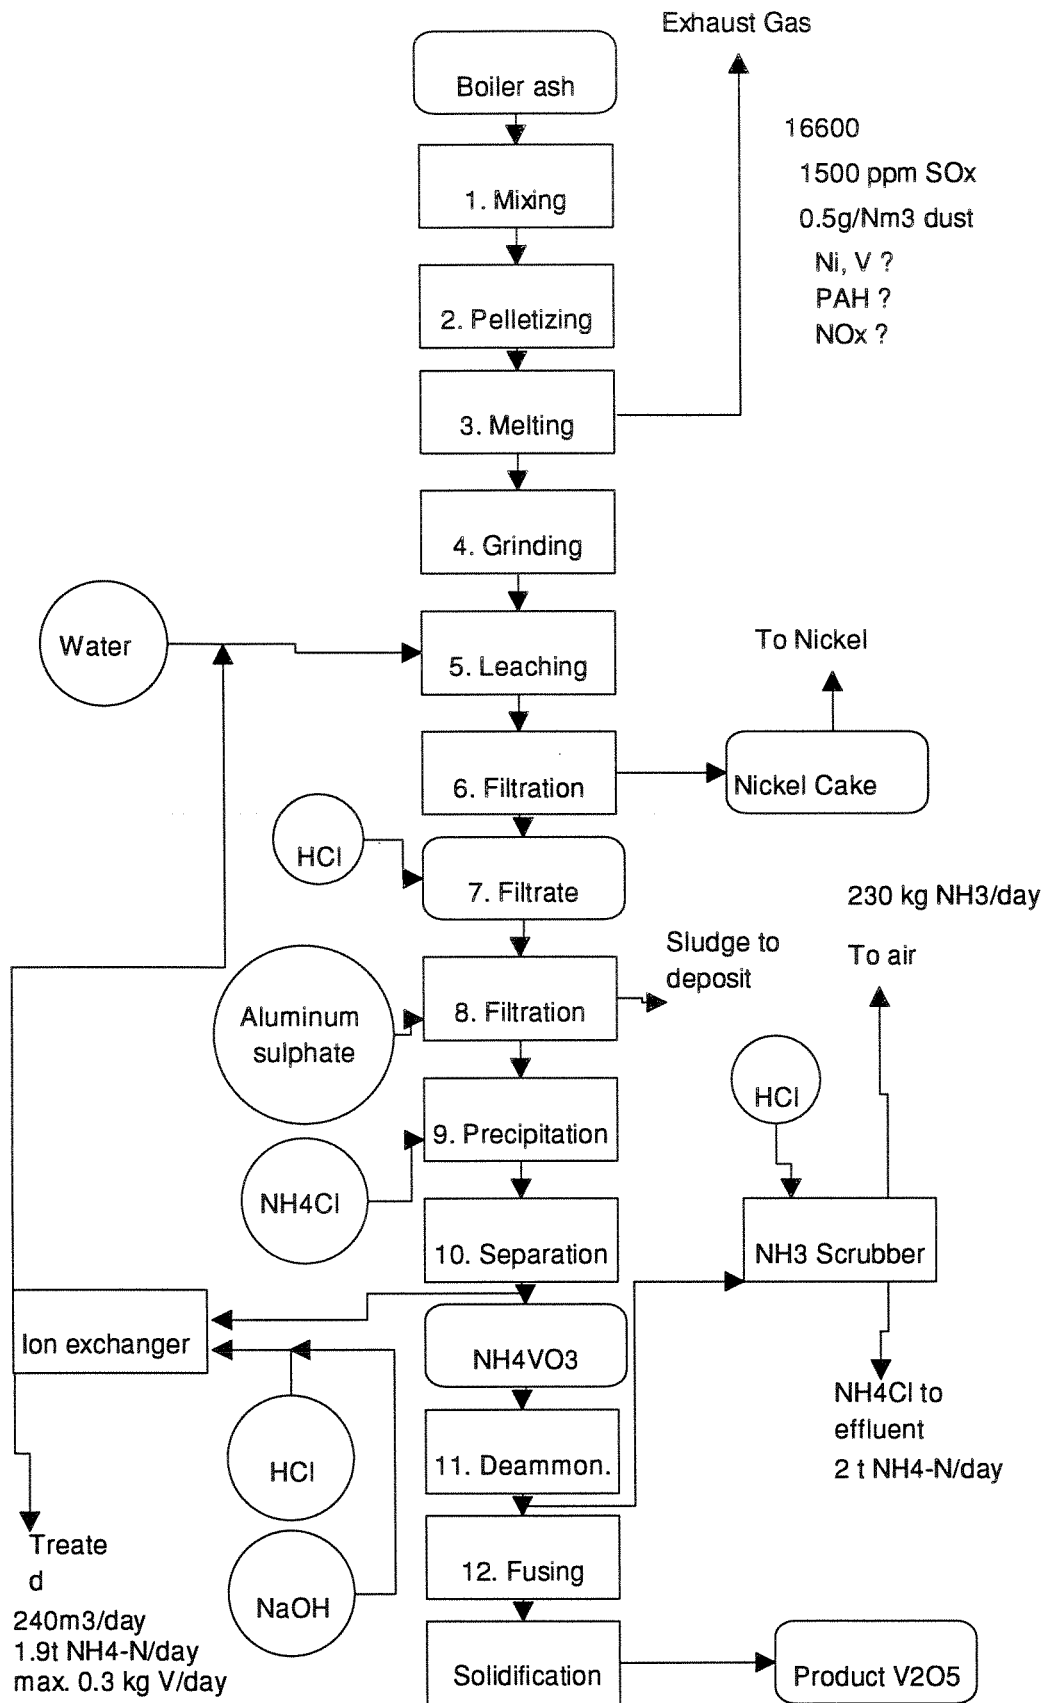 Exhaust Gas
Boiler ash
16600
1500 ppm SOx
0.5g/Nm3 dust
Ni, V ?
PAH ?
NOx ?
1. Mixing
2. Pelletizing
3. Melting
4. Grinding
Water
5. Leaching
To Nickel
6. Filtration
Nickel Cake
HCl
7. Filtrate
230 kg NH3/day
To air
Sludge to
deposit
Aluminum
sulphate
8. Filtration
HCl
9. Precipitation
NH4Cl
10. Separation
NH3 Scrubber
Ion exchanger
NH4VO3
NH4Cl to
effluent
2 t NH4-N/day
HCl
11. Deammon.
Treate
d
240m3/day
1.9t NH4-N/day
max. 0.3 kg V/day
NaOH
12. Fusing
Solidification
Product V2O5